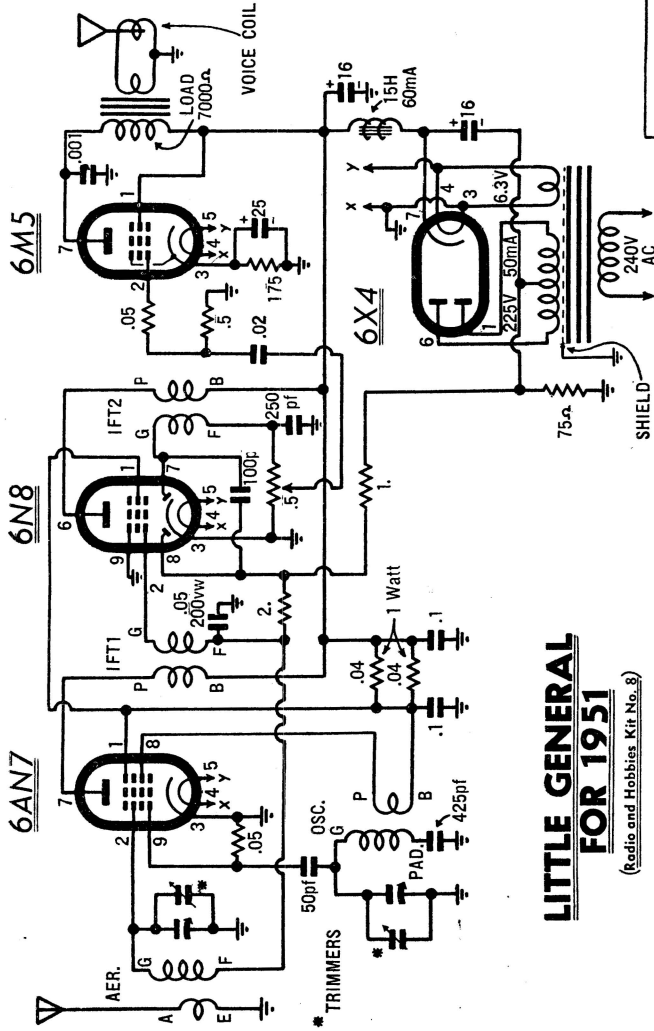 6AN7
6N8
6M5
6X4
AER.
A
E
G
F
* TRIMMERS
*
2
9
7
1
8
3
4
5
x
y
.05
50pf
OSC.
G
P
B
PAD.
425pf
*
IFT1
P
B
G
F
.05
200vw
2.
.04
.04
1 Watt
.1
.1
9
2
8
6
1
7
3
4
5
x
y
100p
IFT2
P
B
G
F
250
pf
.5
1.
.02
.5
.05
2
7
1
3
4
5
x
y
175
25
+
-
.001
LOAD
7000Ω
VOICE COIL
+
16
-
15H
60mA
+
16
-
X
Y
6
1
7
4
3
225V
50mA
6.3V
75Ω
SHIELD
240V
AC
LITTLE GENERAL
FOR 1951
(Radio and Hobbies Kit No. 8)